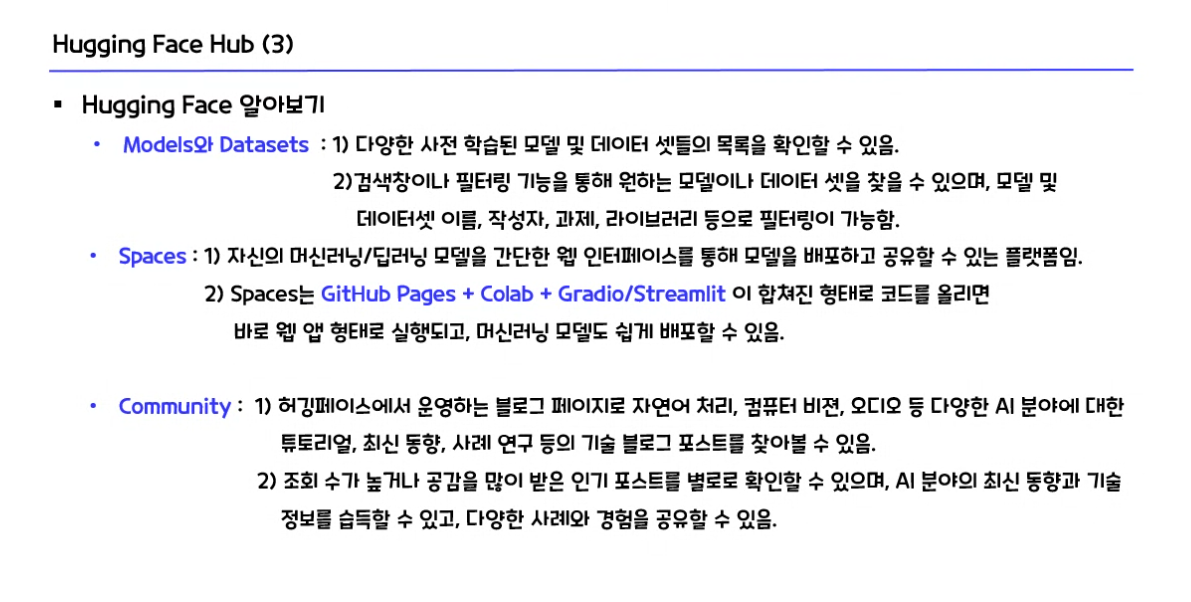 Hugging Face Hub (3)
▪ Hugging Face 알아보기
• Models와 Datasets : 1) 다양한 사전 학습된 모델 및 데이터 셋들의 목록을 확인할 수 있음.
2)검색창이나 필터링 기능을 통해 원하는 모델이나 데이터 셋을 찾을 수 있으며, 모델 및
데이터셋 이름, 작성자, 과제, 라이브러리 등으로 필터링이 가능함.
• Spaces : 1) 자신의 머신러닝/딥러닝 모델을 간단한 웹 인터페이스를 통해 모델을 배포하고 공유할 수 있는 플랫폼임.
2) Spaces는 GitHub Pages + Colab + Gradio/Streamlit 이 합쳐진 형태로 코드를 올리면
바로 웹 앱 형태로 실행되고, 머신러닝 모델도 쉽게 배포할 수 있음.
• Community : 1) 허깅페이스에서 운영하는 블로그 페이지로 자연어 처리, 컴퓨터 비젼, 오디오 등 다양한 AI 분야에 대한
튜토리얼, 최신 동향, 사례 연구 등의 기술 블로그 포스트를 찾아볼 수 있음.
2) 조회 수가 높거나 공감을 많이 받은 인기 포스트를 별로로 확인할 수 있으며, AI 분야의 최신 동향과 기술
정보를 습득할 수 있고, 다양한 사례와 경험을 공유할 수 있음.